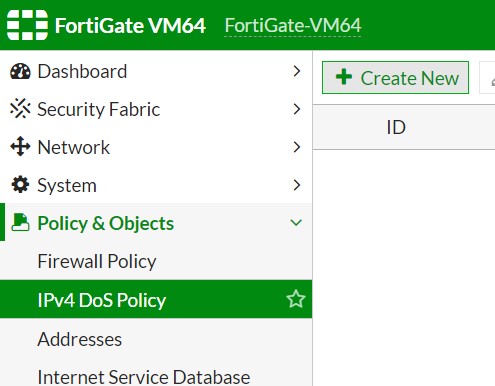 FortiGate VM64 FortiGate-VM64
Dashboard
Create New
Security Fabric
ID
Network
System
Policy & Objects
Firewall Policy
IPv4 DoS Policy
Addresses
Internet Service Database